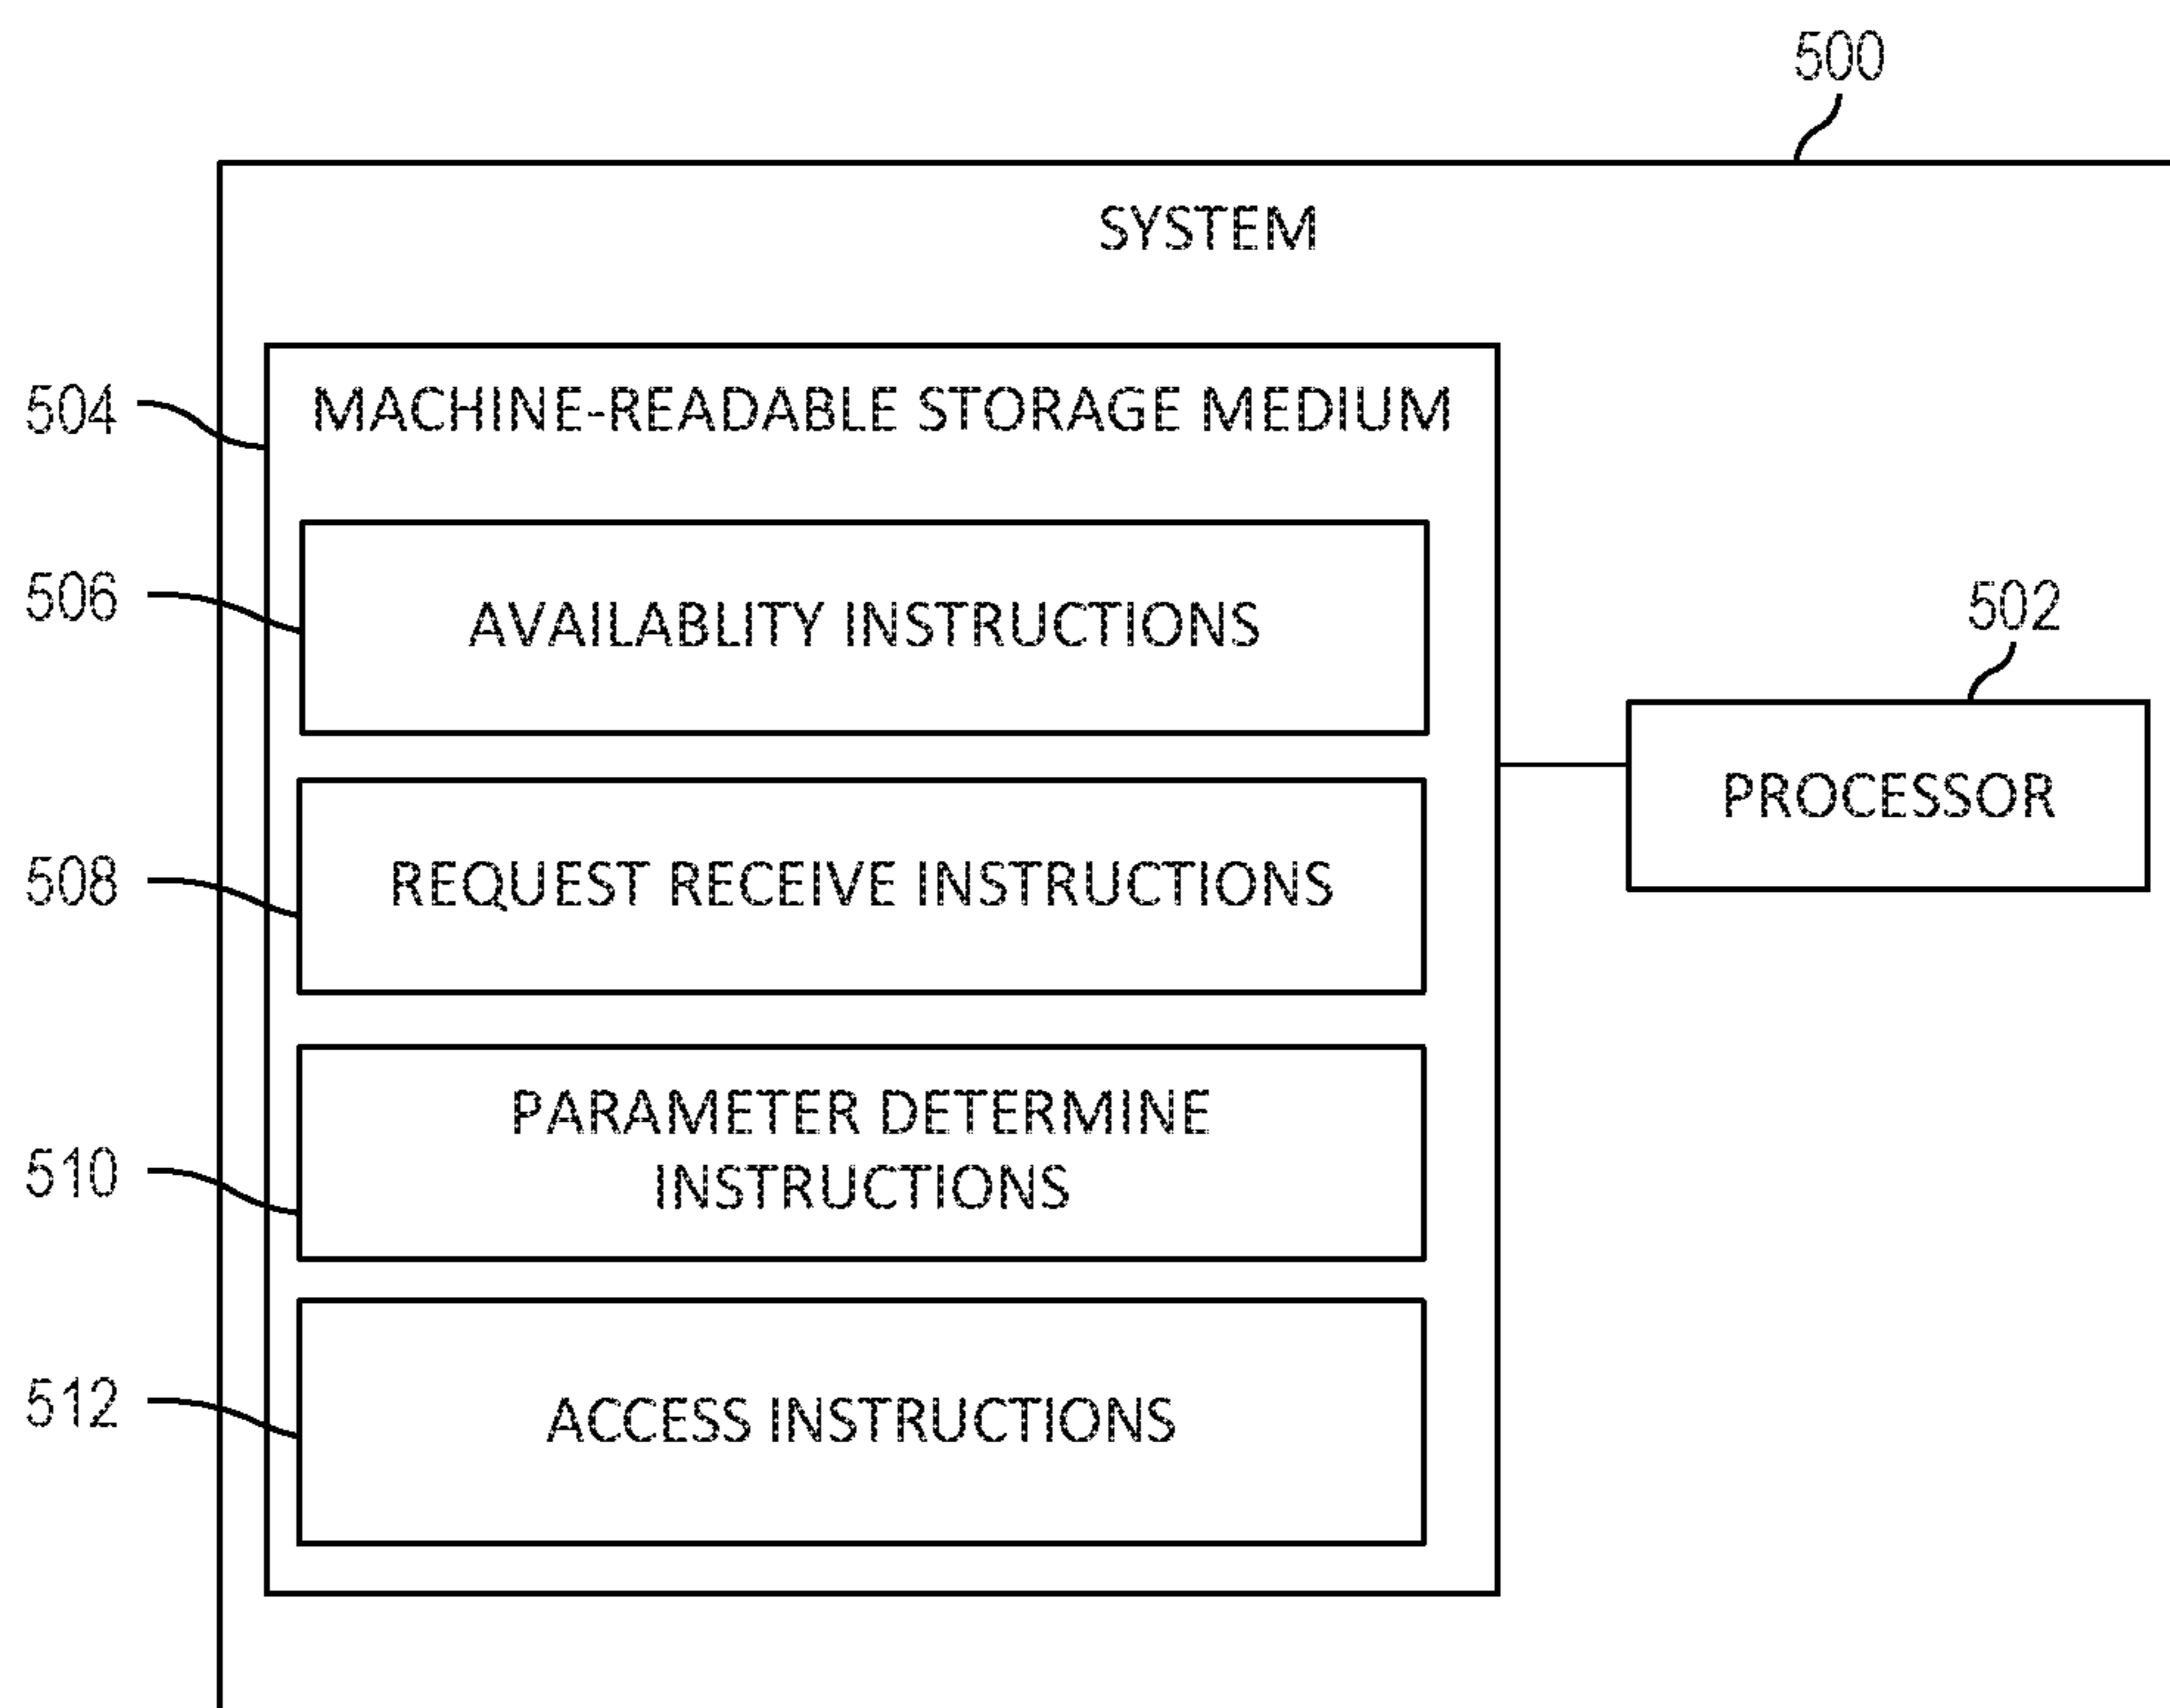 500
SYSTEM
504
MACHINE-READABLE STORAGE MEDIUM
506
AVAILABLITY INSTRUCTIONS
502
PROCESSOR
508
REQUEST RECEIVE INSTRUCTIONS
510
PARAMETER DETERMINE
INSTRUCTIONS
512
ACCESS INSTRUCTIONS